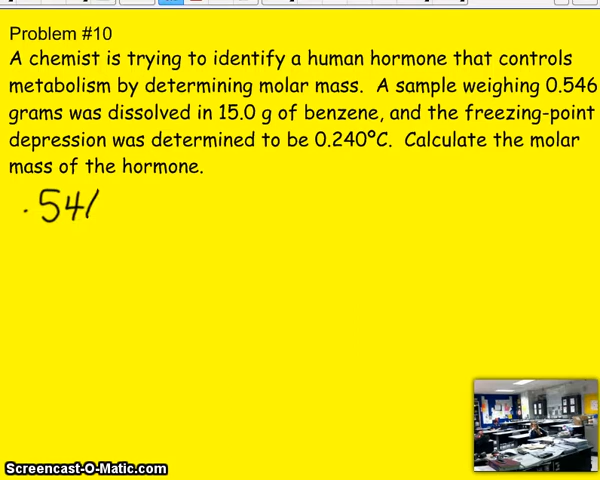 Problem #10
A chemist is trying to identify a human hormone that controls
metabolism by determining molar mass. A sample weighing 0.546
grams was dissolved in 15.0 g of benzene, and the freezing-point
depression was determined to be 0.240°C. Calculate the molar
mass of the hormone.
.54/
Screencast-O-Matic.com